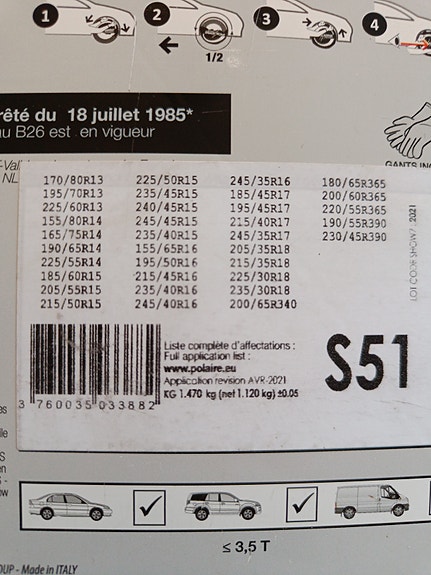 1 2 3 4
1/2
rêté du 18 juillet 1985*
au B26 est en vigueur
NL
GANTS INC
170/80R13 225/50R15 245/35R16 180/65R365
195/70R13 235/45R15 185/45R17 200/60R365
225/60R13 240/45R15 195/45R17 220/55R365
155/80R14 245/45R15 215/40R17 190/55R390
165/75R14 235/40R15 245/35R17 230/45R390
190/65R14 155/65R16 205/35R18
225/55R14 195/50R16 215/35R18
185/60R15 215/45R16 225/30R18
205/55R15 235/40R16 235/30R18
215/50R15 245/40R16 200/65R340
LOT CODE SHOW7 2021
Liste complète d'affectations :
Full application list :
www.polaire.eu
Application revision AVR-2021
KG 1.470 kg (net 1.120 kg) ±0.05
S51
3 760035 033882
≤ 3,5 T
OUP - Made in ITALY